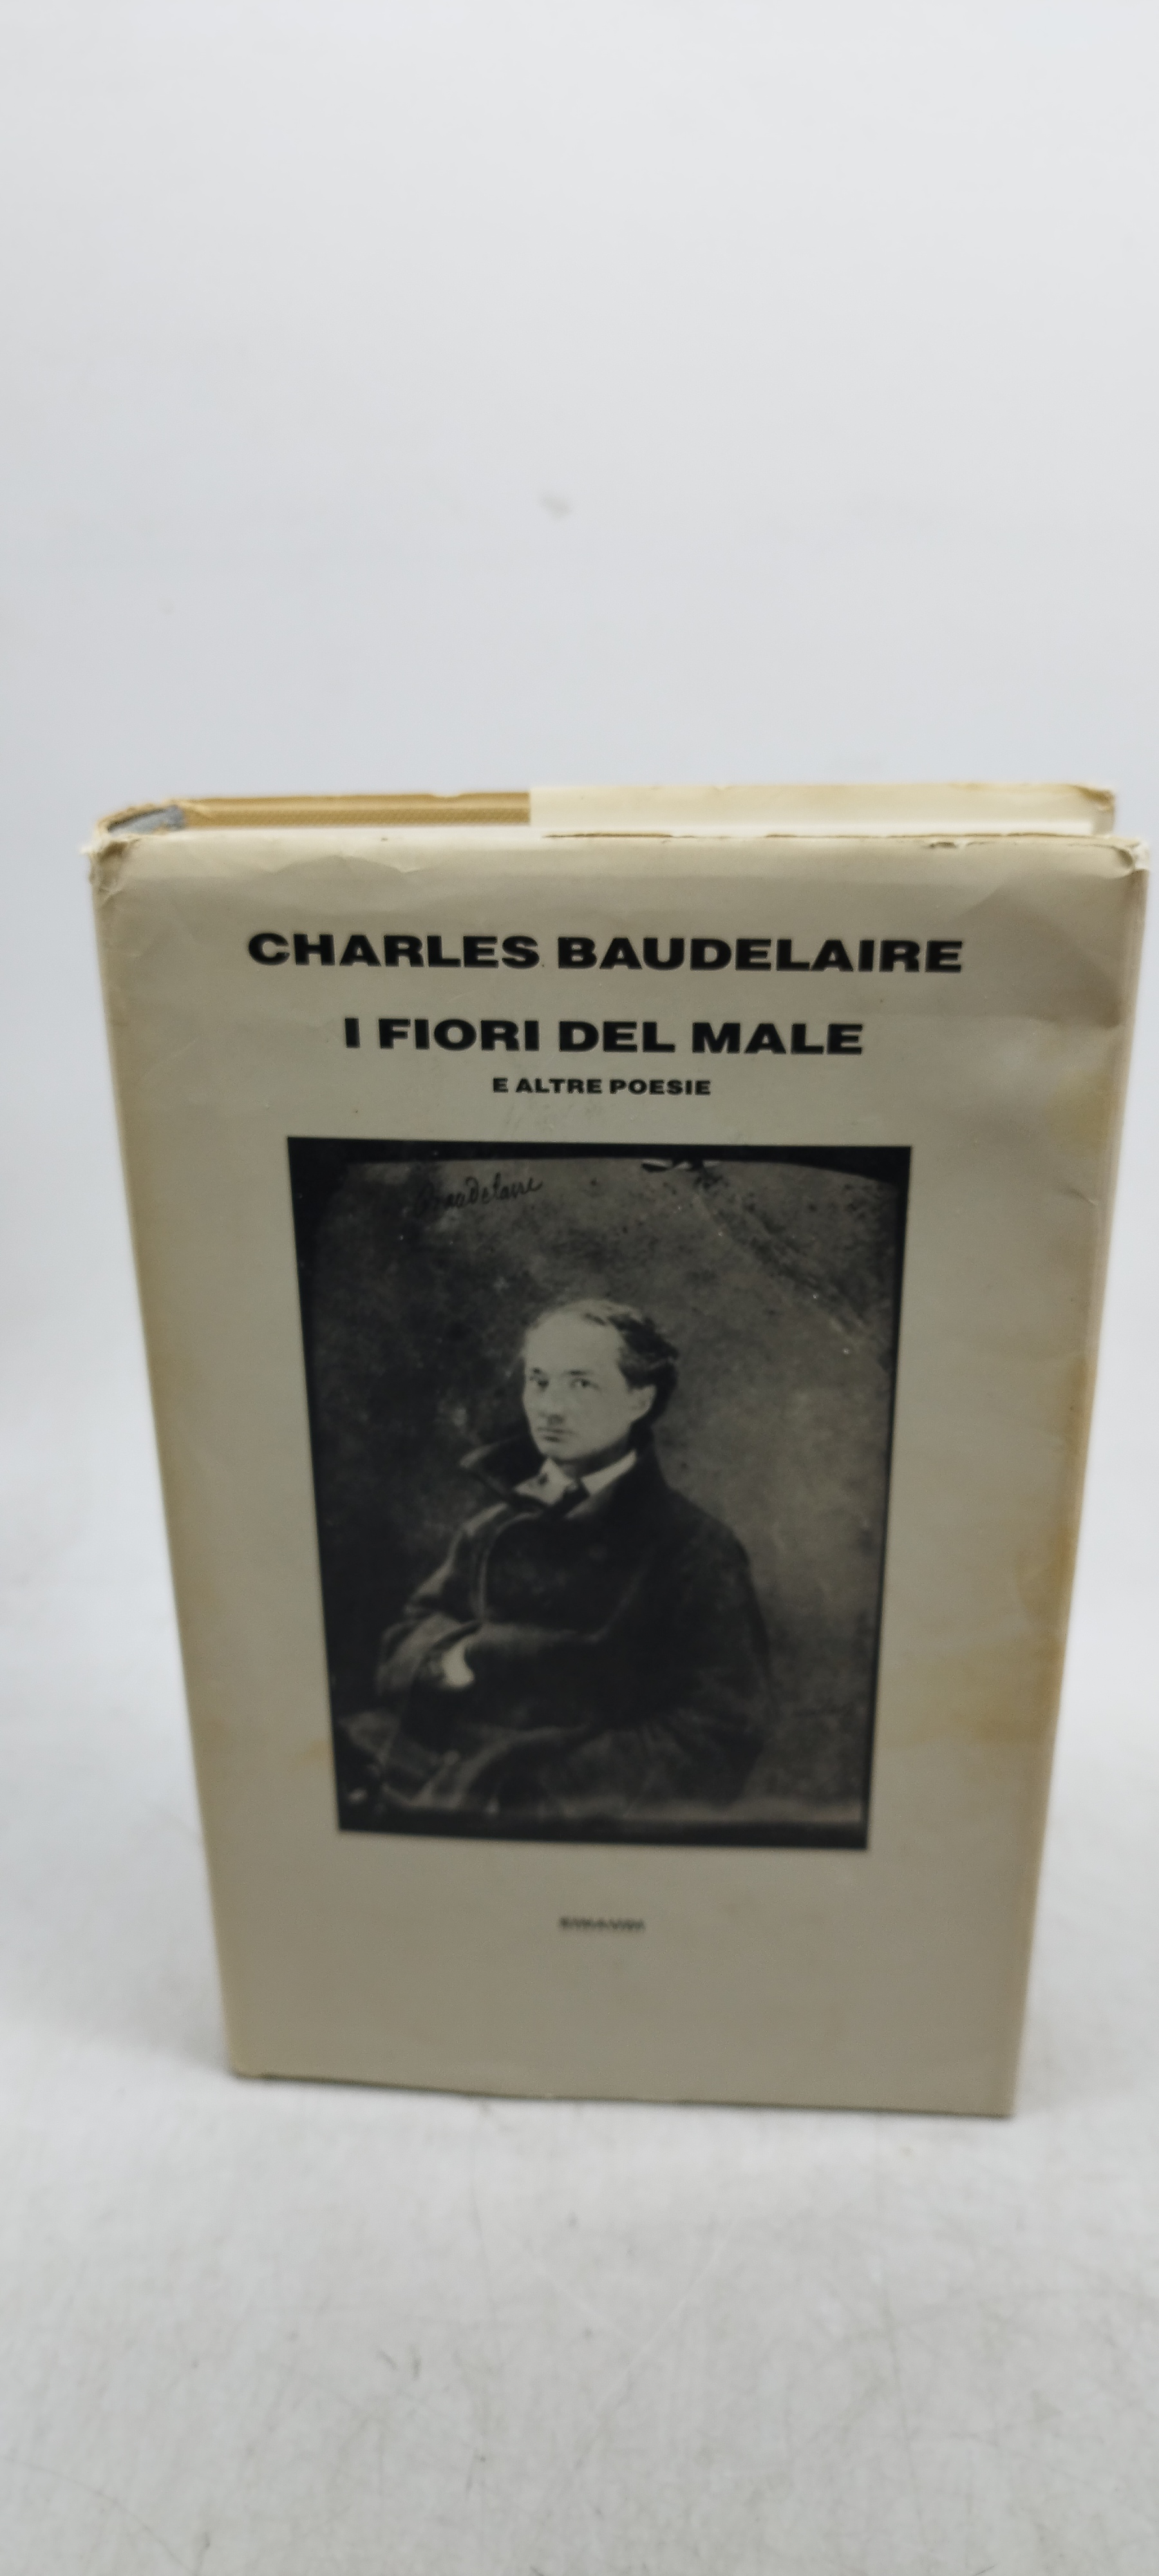 CHARLES BAUDELAIRE
I FIORI DEL MALE
E ALTRE POESIE
Baudelaire
EINAUDI